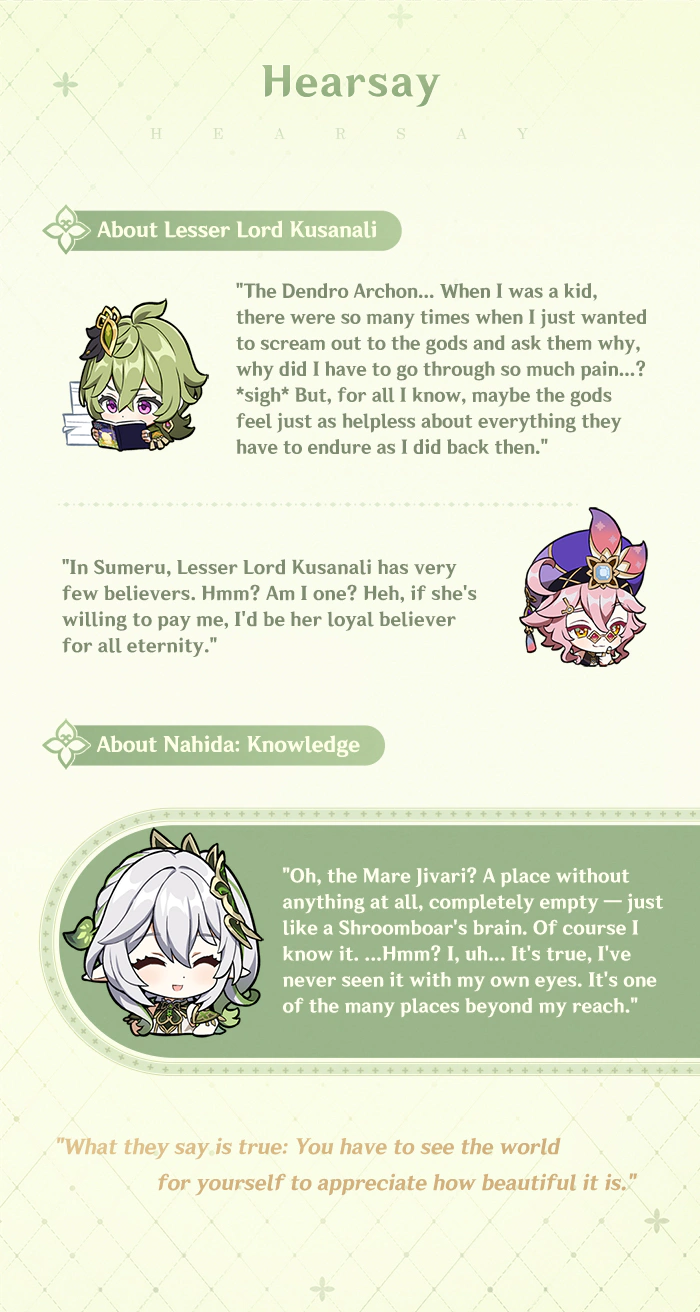 Hearsay
HEARSAY
About Lesser Lord Kusanali
"The Dendro Archon... When I was a kid,
there were so many times when I just wanted
to scream out to the gods and ask them why,
why did I have to go through so much pain...?
*sigh* But, for all I know, maybe the gods
feel just as helpless about everything they
have to endure as I did back then."
"In Sumeru, Lesser Lord Kusanali has very
few believers. Hmm? Am I one? Heh, if she's
willing to pay me, I'd be her loyal believer
for all eternity."
About Nahida: Knowledge
"Oh, the Mare Jivari? A place without
anything at all, completely empty — just
like a Shroomboar's brain. Of course I
know it. ...Hmm? I, uh... It's true, I've
never seen it with my own eyes. It's one
of the many places beyond my reach."
"What they say is true: You have to see the world
for yourself to appreciate how beautiful it is."